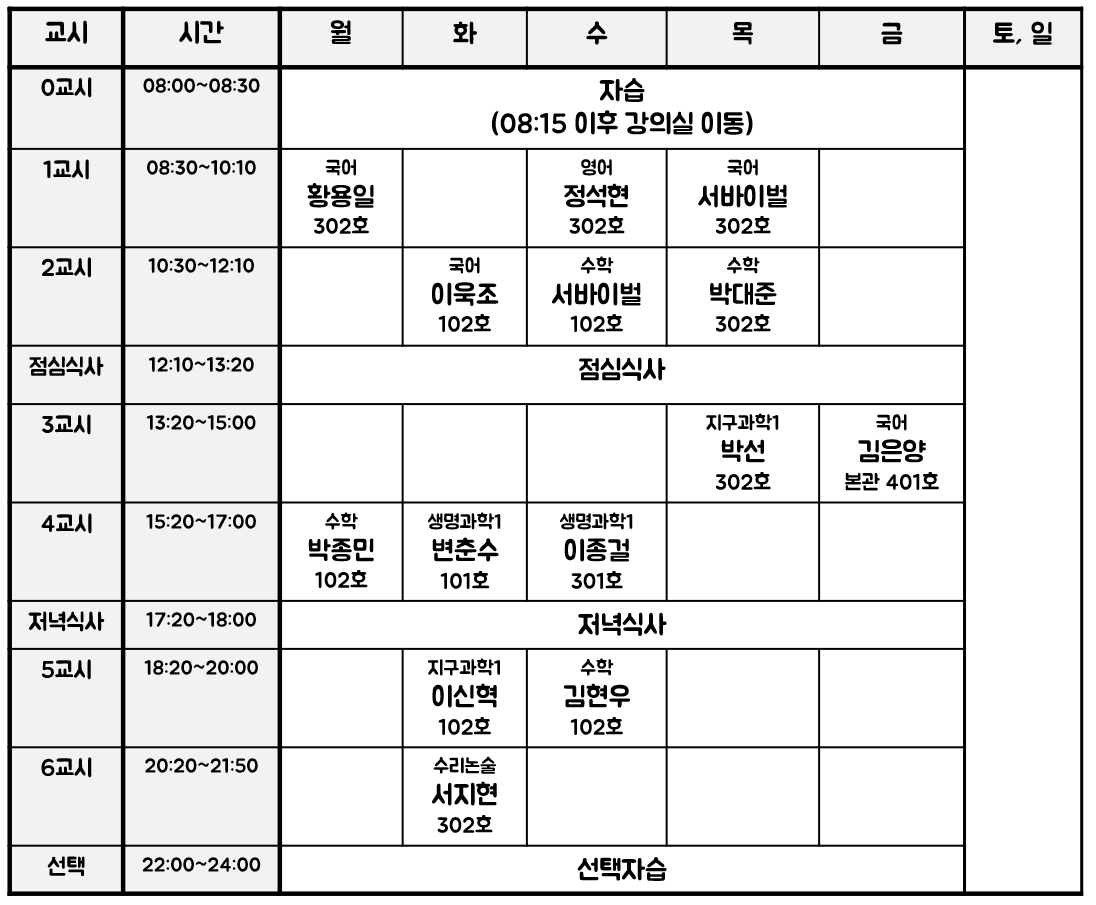 교시 시간 월 화 수 목 금 토, 일
0교시 08:00~08:30 자습
(08:15 이후 강의실 이동)
1교시 08:30~10:10 국어 영어 국어
황용일 정석현 서바이벌
302호 302호 302호
2교시 10:30~12:10 국어 수학 수학
이욱조 서바이벌 박대준
102호 102호 302호
점심식사 12:10~13:20 점심식사
3교시 13:20~15:00 지구과학1 국어
박선 김은양
302호 본관 401호
4교시 15:20~17:00 수학 생명과학1 생명과학1
박종민 변춘수 이종걸
102호 101호 301호
저녁식사 17:20~18:00 저녁식사
5교시 18:20~20:00 지구과학1 수학
이신혁 김현우
102호 102호
6교시 20:20~21:50 수리논술
서지현
302호
선택 22:00~24:00 선택자습